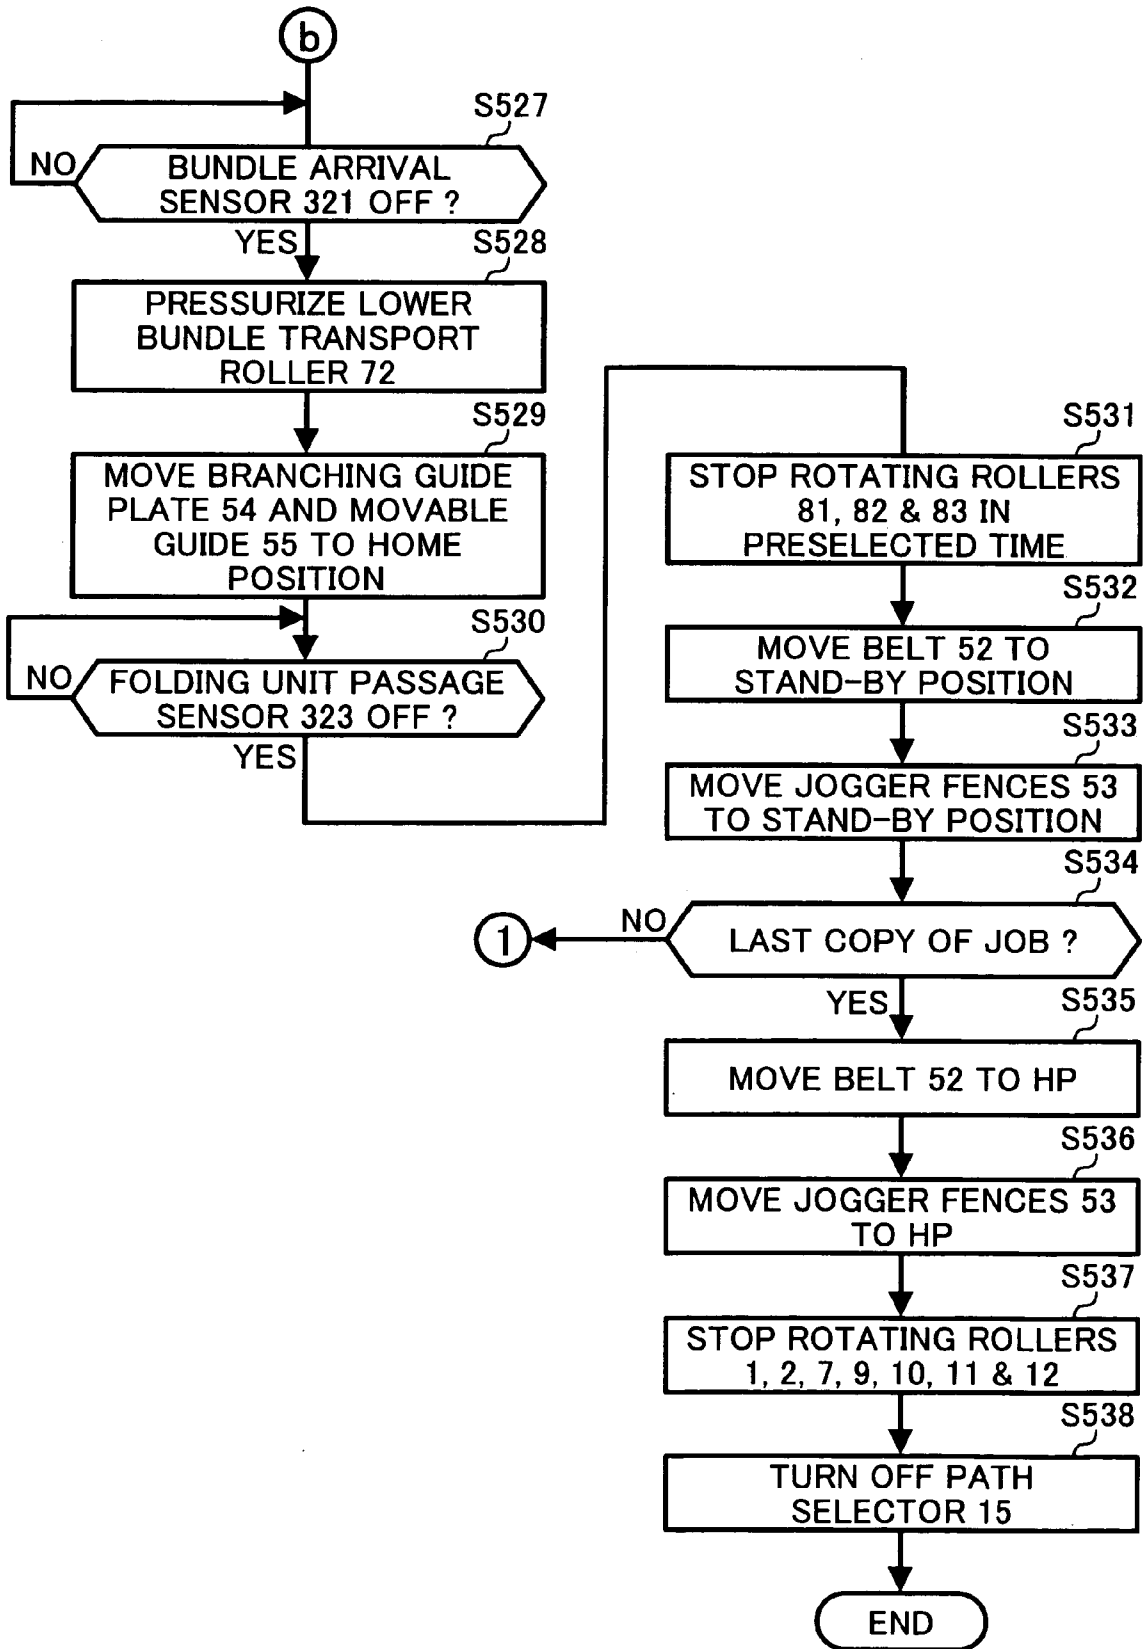 b
S527
NO
BUNDLE ARRIVAL
SENSOR 321 OFF ?
YES
S528
PRESSURIZE LOWER
BUNDLE TRANSPORT
ROLLER 72
S529
MOVE BRANCHING GUIDE
PLATE 54 AND MOVABLE
GUIDE 55 TO HOME
POSITION
S530
NO
FOLDING UNIT PASSAGE
SENSOR 323 OFF ?
YES
S531
STOP ROTATING ROLLERS
81, 82 & 83 IN
PRESELECTED TIME
S532
MOVE BELT 52 TO
STAND-BY POSITION
S533
MOVE JOGGER FENCES 53
TO STAND-BY POSITION
S534
1
NO
LAST COPY OF JOB ?
YES
S535
MOVE BELT 52 TO HP
S536
MOVE JOGGER FENCES 53
TO HP
S537
STOP ROTATING ROLLERS
1, 2, 7, 9, 10, 11 & 12
S538
TURN OFF PATH
SELECTOR 15
END